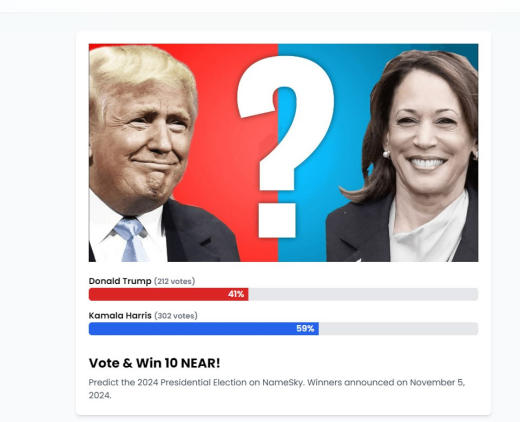 ?
Donald Trump (212 votes)
41%
Kamala Harris (302 votes)
59%
Vote & Win 10 NEAR!
Predict the 2024 Presidential Election on NameSky. Winners announced on November 5,
2024.